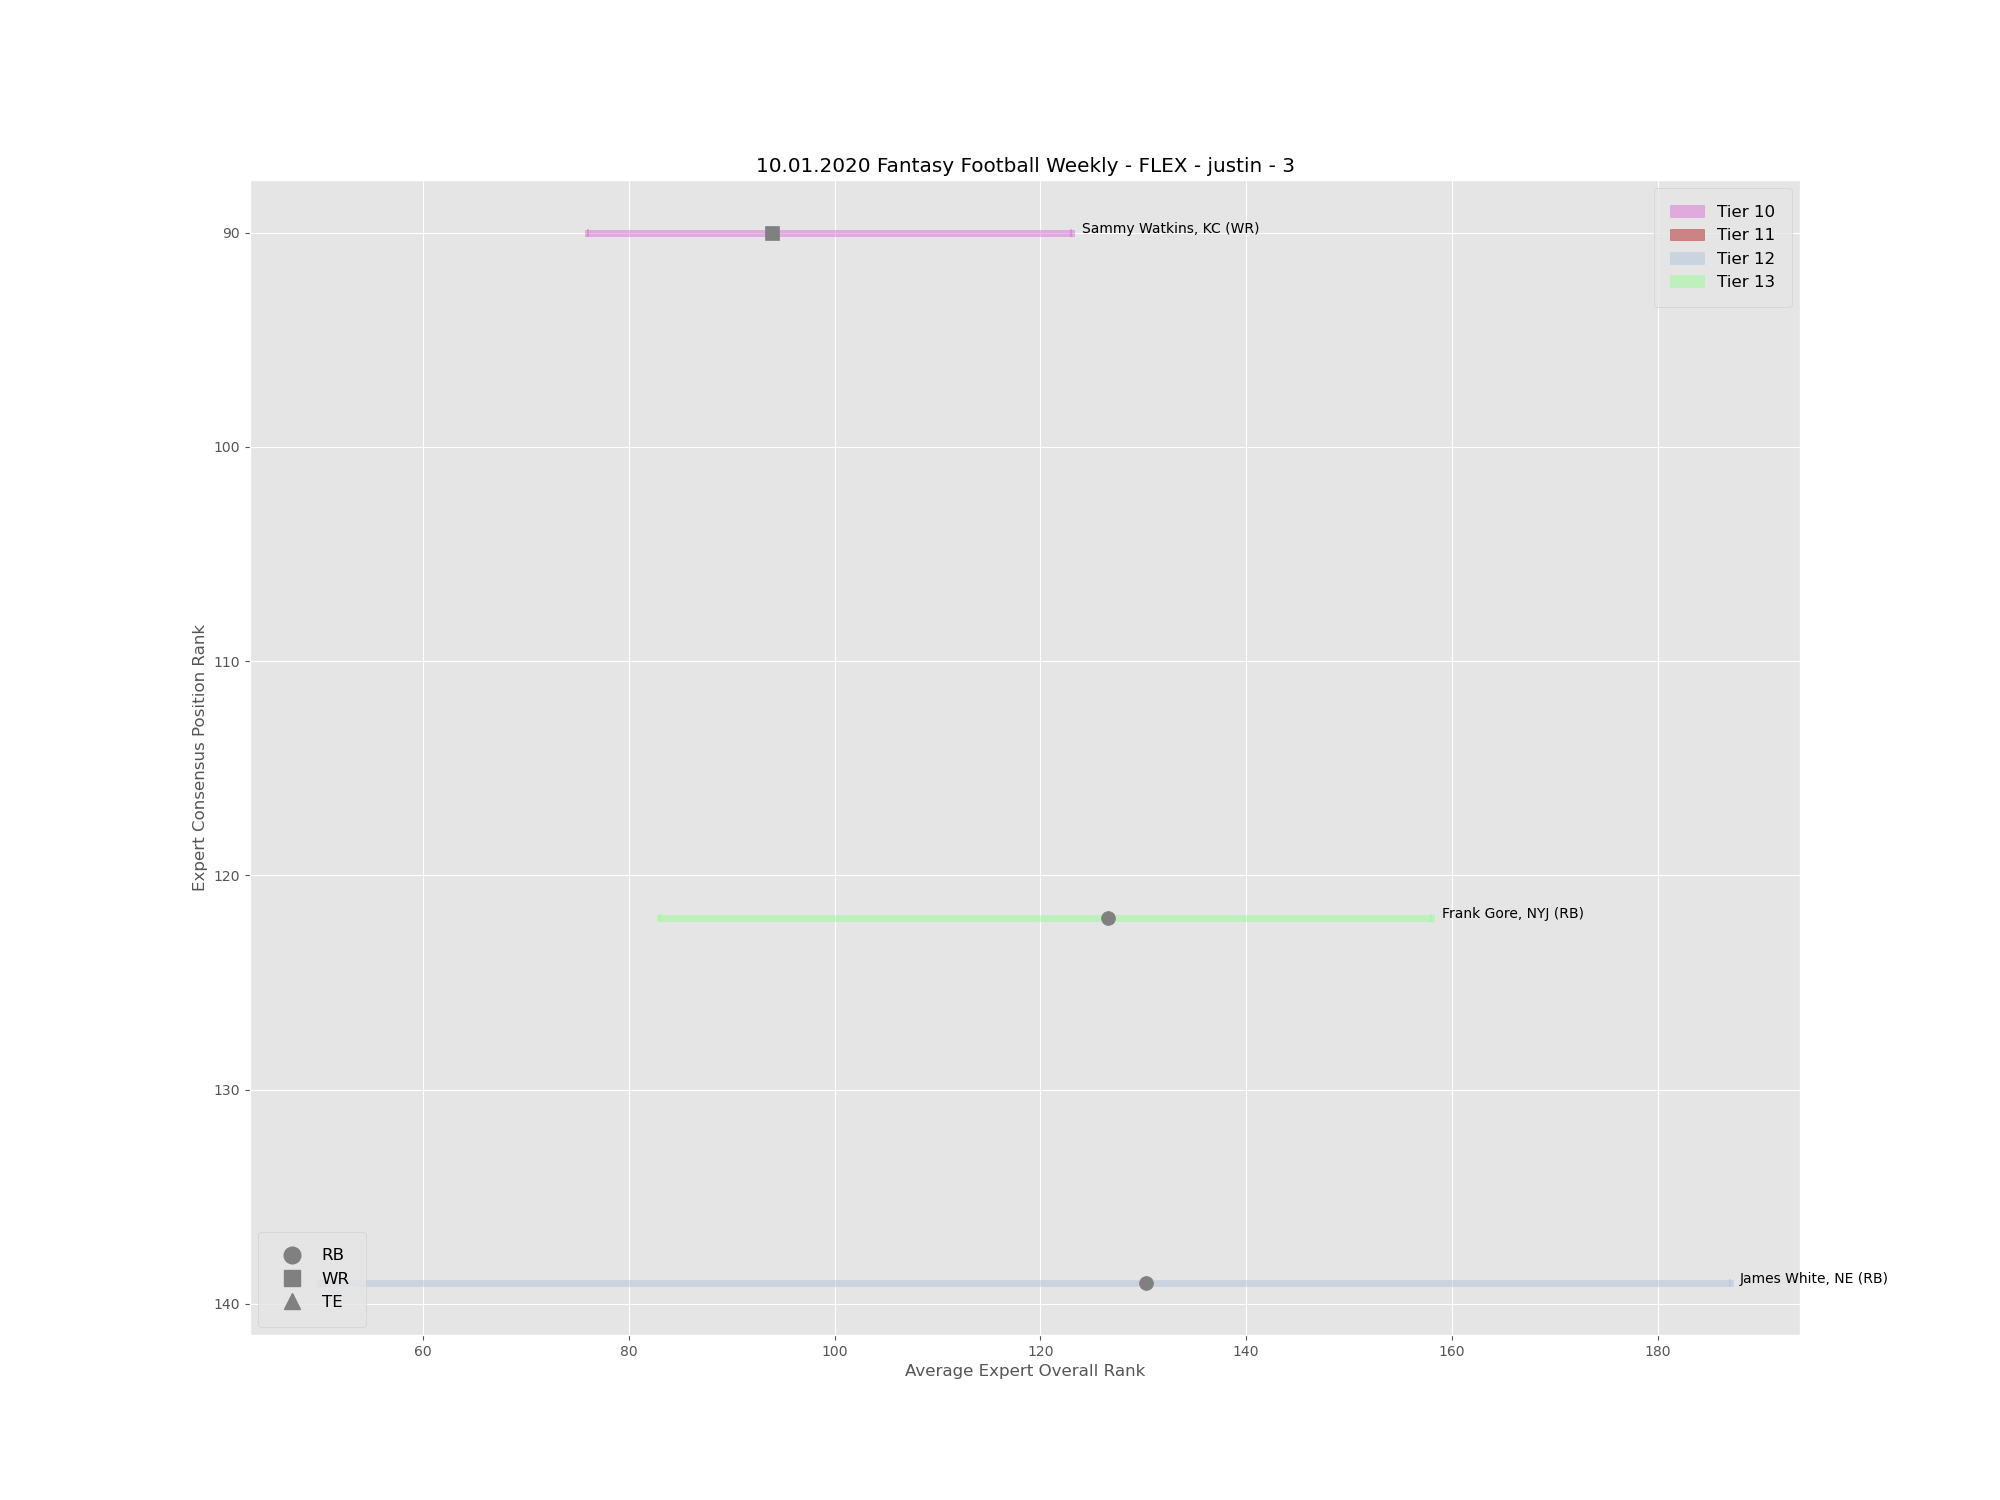 10.01.2020 Fantasy Football Weekly - FLEX - justin - 3
Tier 10
Tier 11
Tier 12
Tier 13
Sammy Watkins, KC (WR)
Frank Gore, NYJ (RB)
James White, NE (RB)
Expert Consensus Position Rank
90
100
110
120
130
140
RB
WR
TE
60
80
100
120
140
160
180
Average Expert Overall Rank